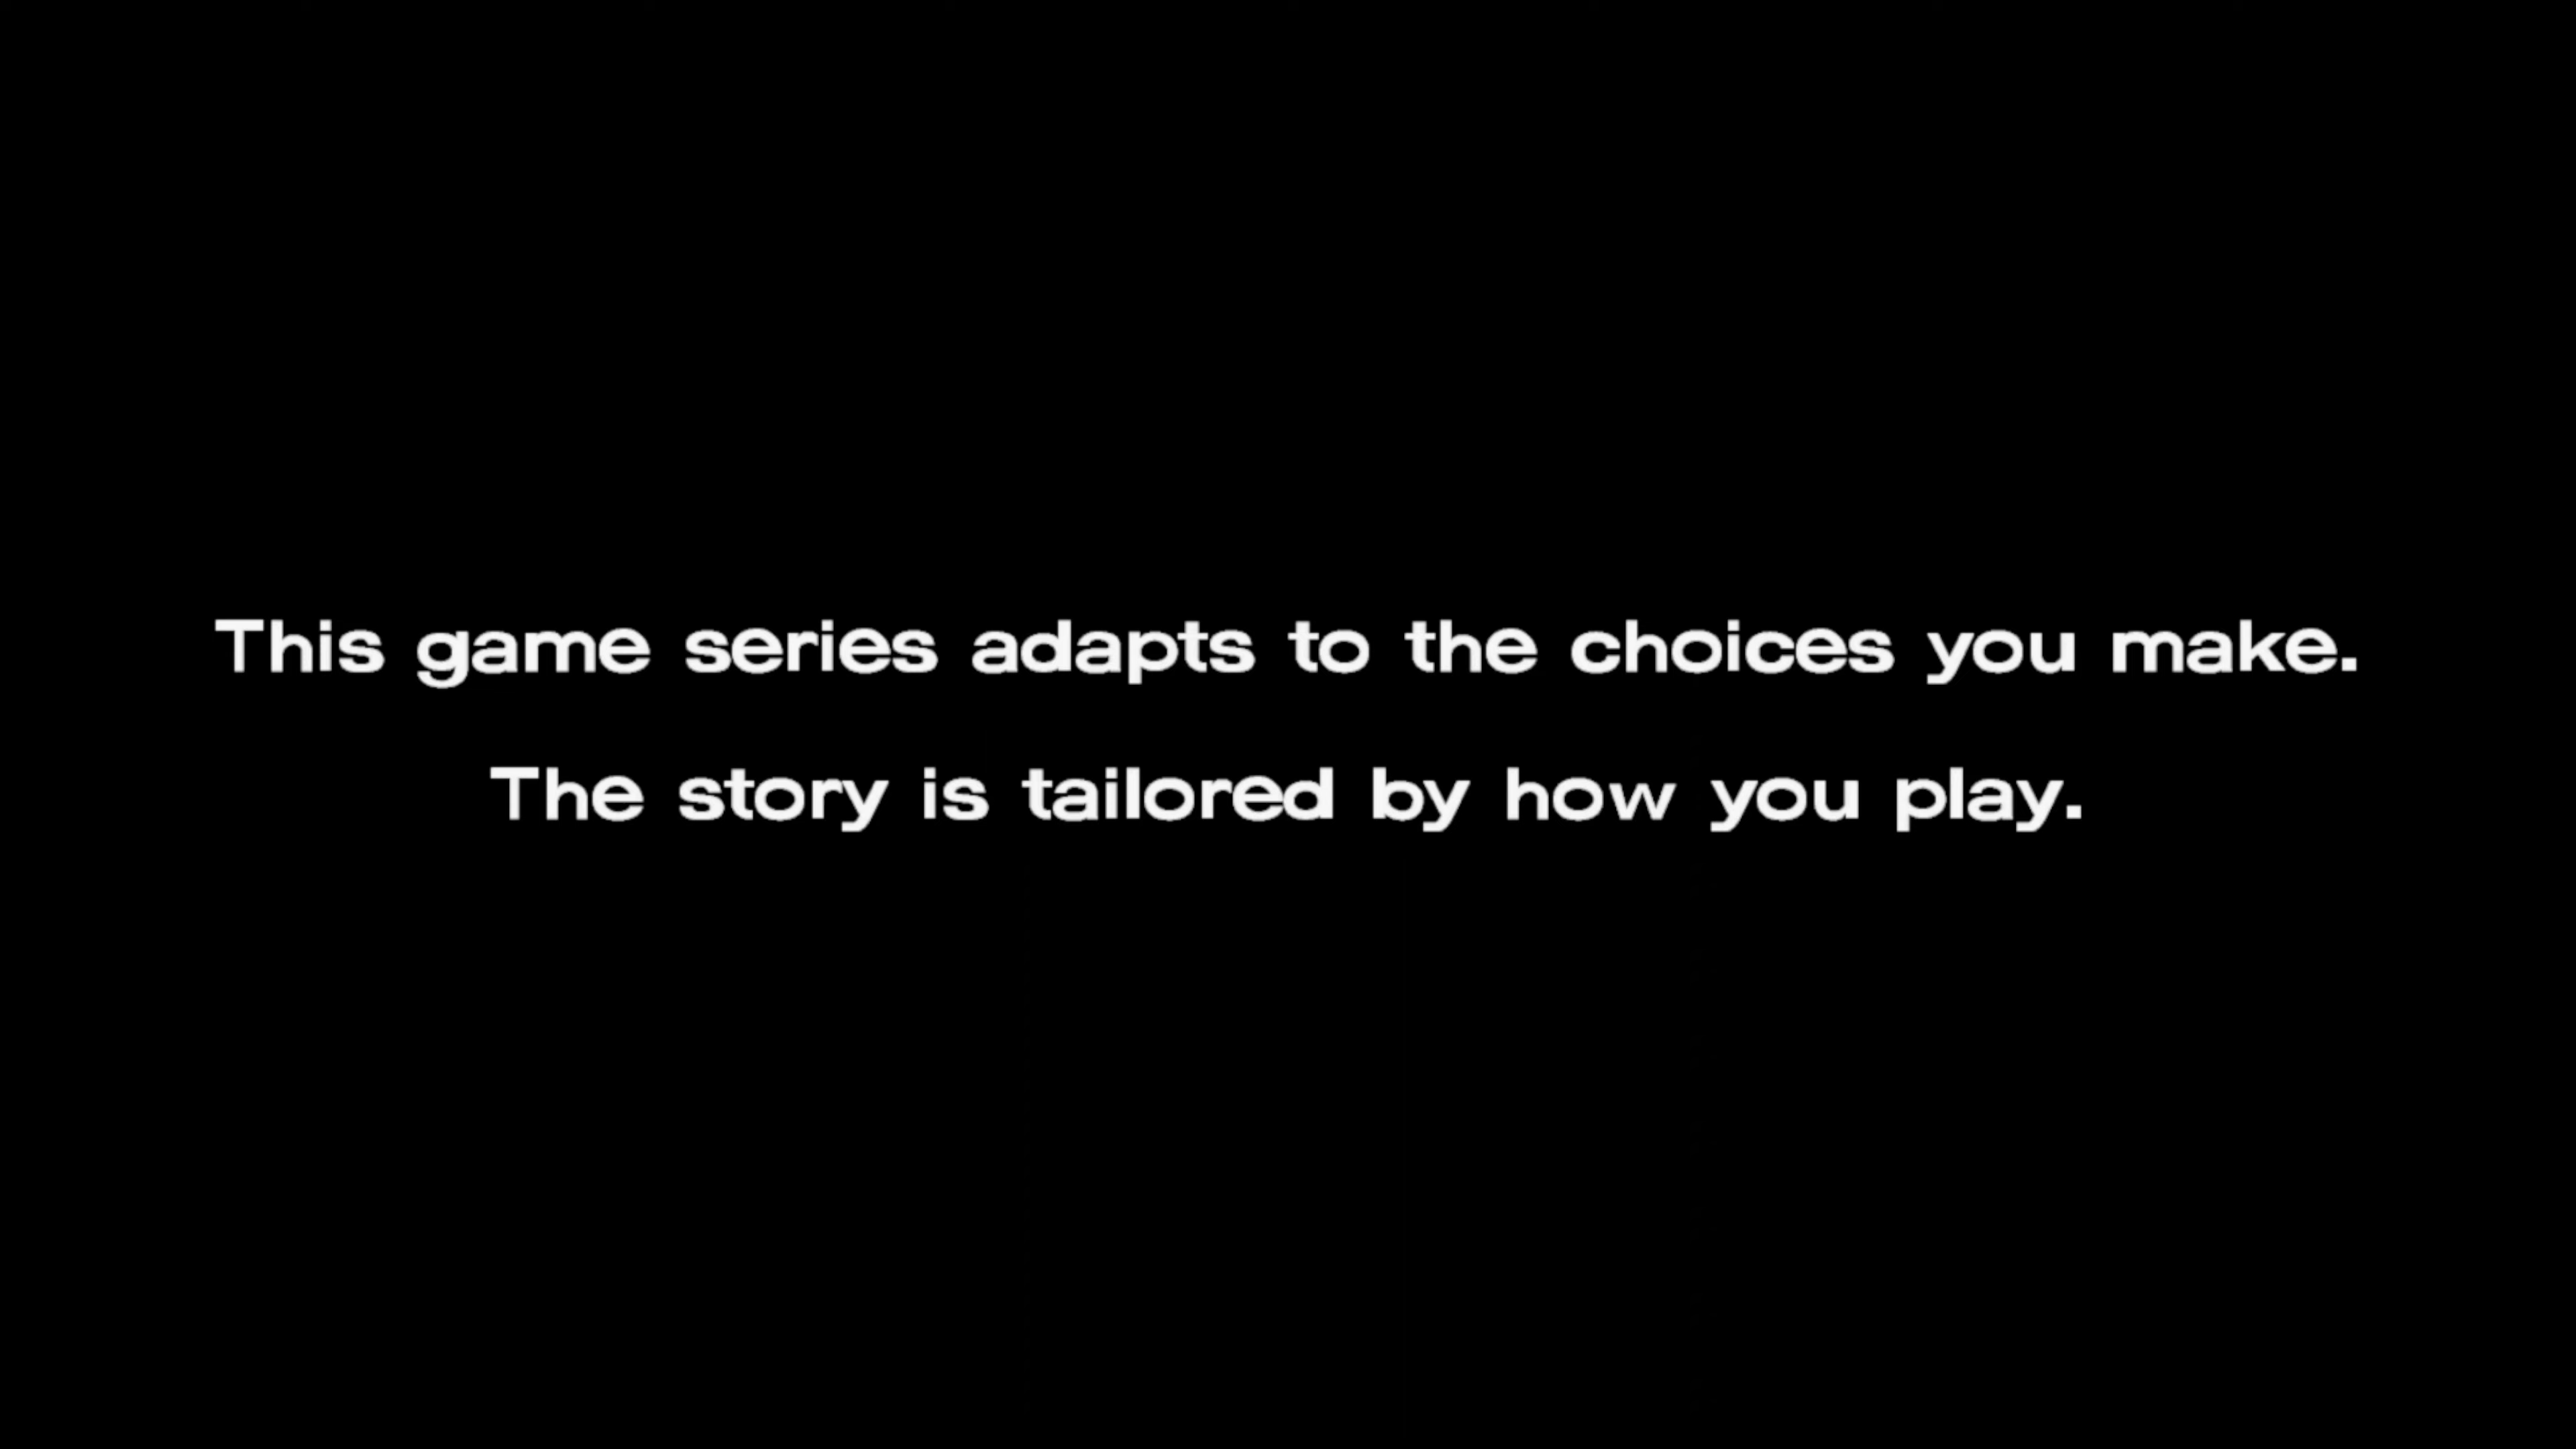 This game series adapts to the choices you make.
The story is tailored by how you play.